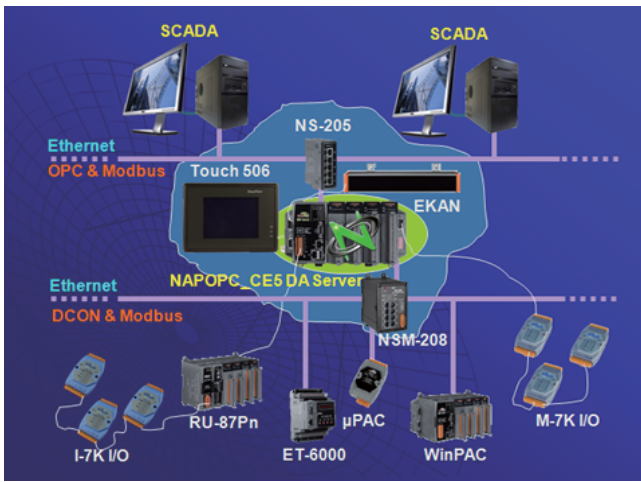 SCADA
SCADA
NS-205
Ethernet
OPC & Modbus
Touch 506
EKAN
NAPOPC_CE5 DA Server
Ethernet
DCON & Modbus
NSM-208
RU-87Pn
µPAC
M-7K I/O
I-7K I/O
ET-6000
WinPAC